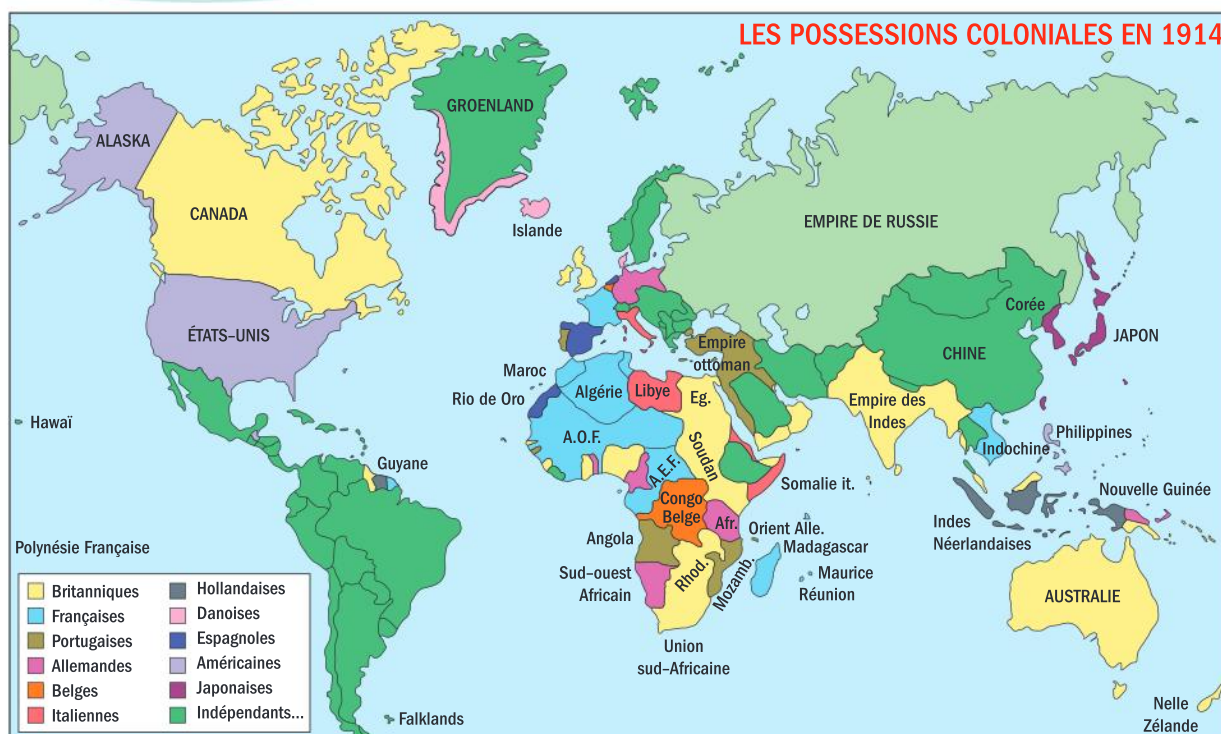 LES POSSESSIONS COLONIALES EN 1914
GROENLAND
ALASKA
CANADA
Islande
EMPIRE DE RUSSIE
ÉTATS–UNIS
Corée
JAPON
CHINE
Empire
ottoman
Maroc
Algérie
Libye
Eg.
Rio de Oro
Empire des
Indes
Hawaï
A.O.F.
Soudan
Philippines
Indochine
Guyane
A.E.F.
Somalie it.
Congo
Belge
Nouvelle Guinée
Afr.
Orient Alle.
Angola
Indes
Néerlandaises
Polynésie Française
Madagascar
Sud–ouest
Africain
Rhod.
Mozamb.
Maurice
Réunion
AUSTRALIE
Union
sud–Africaine
Falklands
Nelle
Zélande
Britanniques
Françaises
Portugaises
Allemandes
Belges
Italiennes
Hollandaises
Danoises
Espagnoles
Américaines
Japonaises
Indépendants...